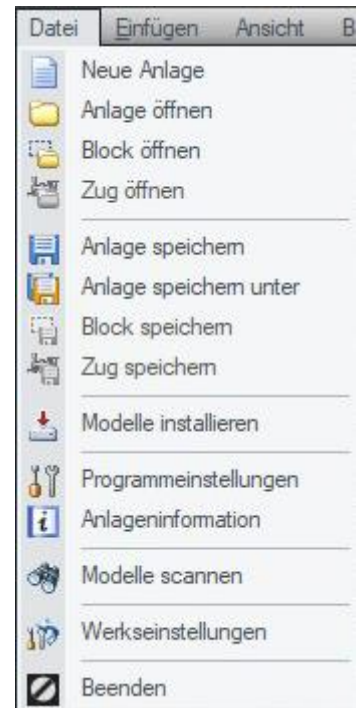 Datei Einfügen Ansicht B
Neue Anlage
Anlage öffnen
Block öffnen
Zug öffnen
Anlage speichern
Anlage speichern unter
Block speichern
Zug speichern
Modelle installieren
Programmeinstellungen
Anlageninformation
Modelle scannen
Werkseinstellungen
Beenden